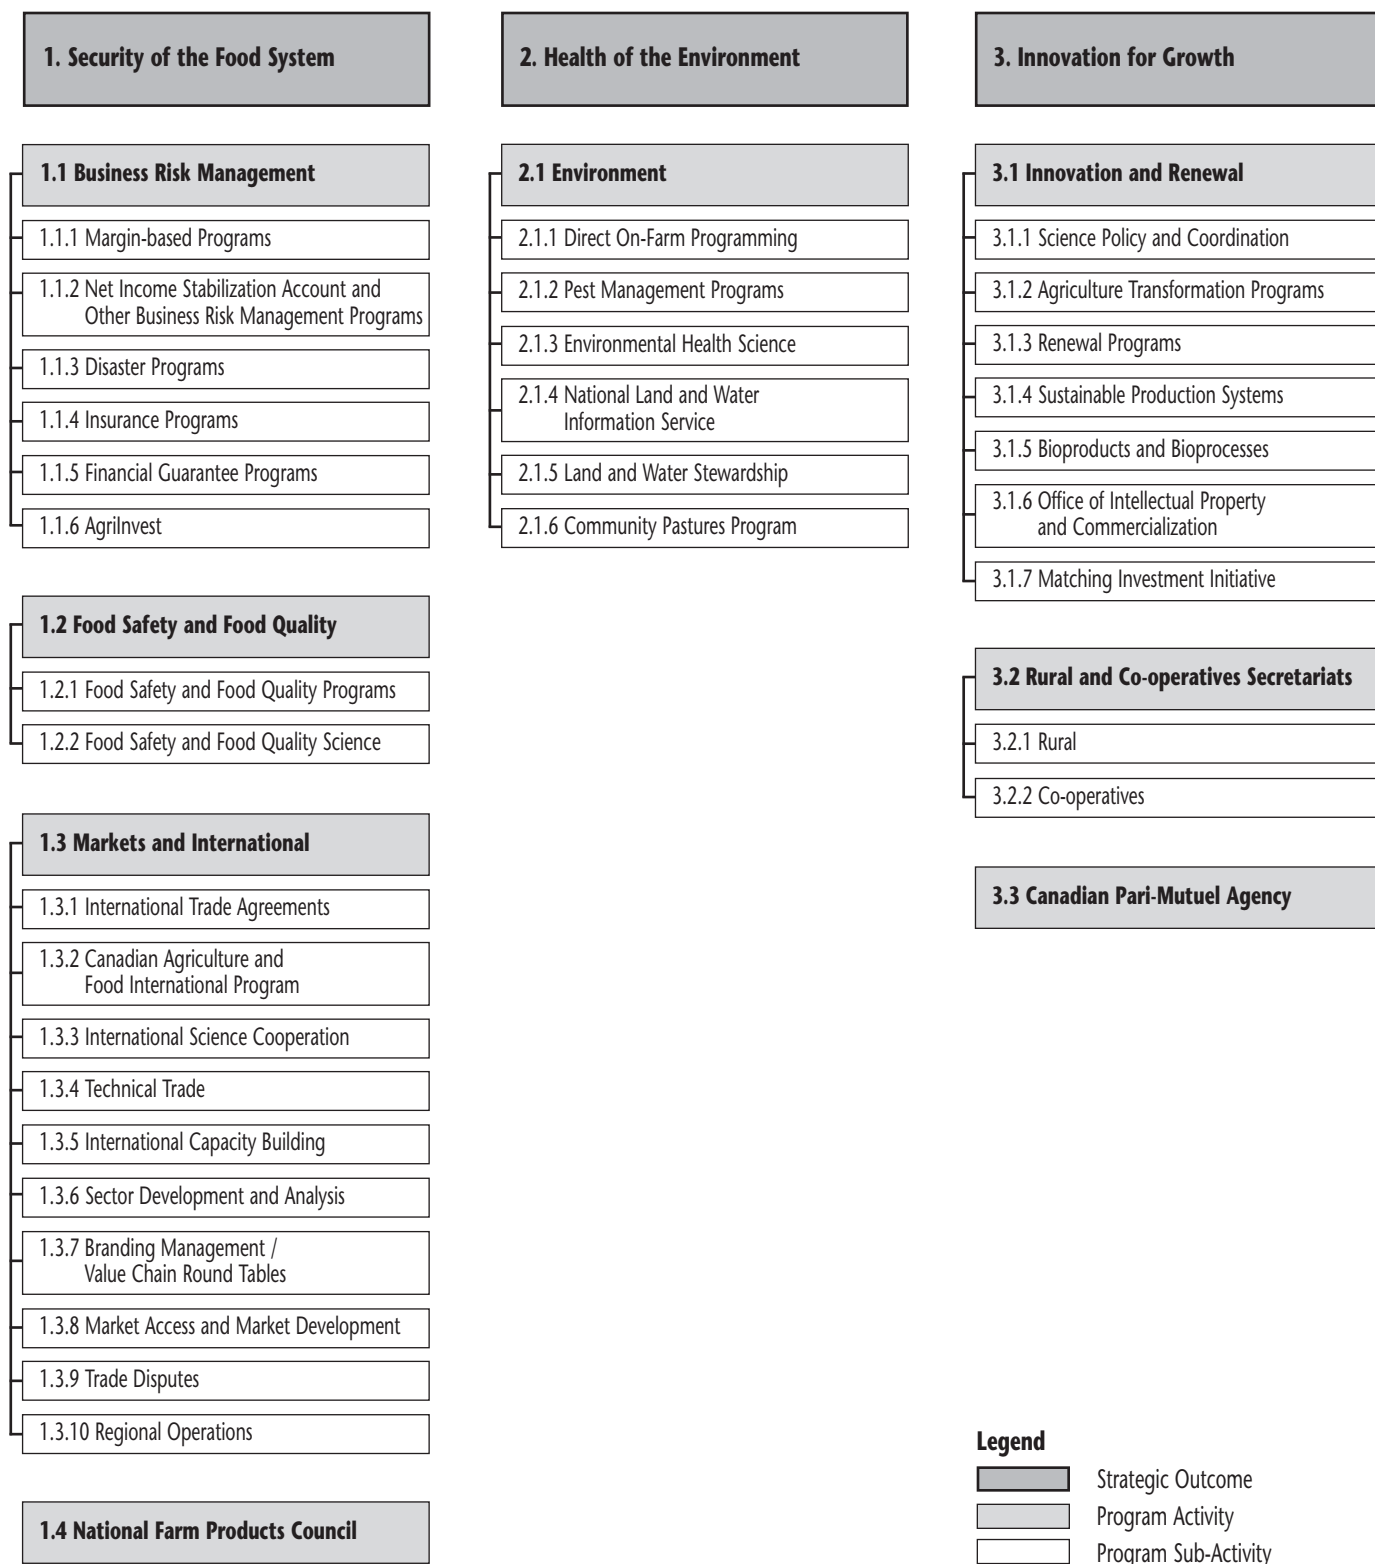 1. Security of the Food System
1.1 Business Risk Management
1.1.1 Margin-based Programs
1.1.2 Net Income Stabilization Account and
Other Business Risk Management Programs
1.1.3 Disaster Programs
1.1.4 Insurance Programs
1.1.5 Financial Guarantee Programs
1.1.6 AgriInvest
1.2 Food Safety and Food Quality
1.2.1 Food Safety and Food Quality Programs
1.2.2 Food Safety and Food Quality Science
1.3 Markets and International
1.3.1 International Trade Agreements
1.3.2 Canadian Agriculture and
Food International Program
1.3.3 International Science Cooperation
1.3.4 Technical Trade
1.3.5 International Capacity Building
1.3.6 Sector Development and Analysis
1.3.7 Branding Management /
Value Chain Round Tables
1.3.8 Market Access and Market Development
1.3.9 Trade Disputes
1.3.10 Regional Operations
1.4 National Farm Products Council
2. Health of the Environment
2.1 Environment
2.1.1 Direct On-Farm Programming
2.1.2 Pest Management Programs
2.1.3 Environmental Health Science
2.1.4 National Land and Water
Information Service
2.1.5 Land and Water Stewardship
2.1.6 Community Pastures Program
3. Innovation for Growth
3.1 Innovation and Renewal
3.1.1 Science Policy and Coordination
3.1.2 Agriculture Transformation Programs
3.1.3 Renewal Programs
3.1.4 Sustainable Production Systems
3.1.5 Bioproducts and Bioprocesses
3.1.6 Office of Intellectual Property
and Commercialization
3.1.7 Matching Investment Initiative
3.2 Rural and Co-operatives Secretariats
3.2.1 Rural
3.2.2 Co-operatives
3.3 Canadian Pari-Mutuel Agency
Legend
Strategic Outcome
Program Activity
Program Sub-Activity